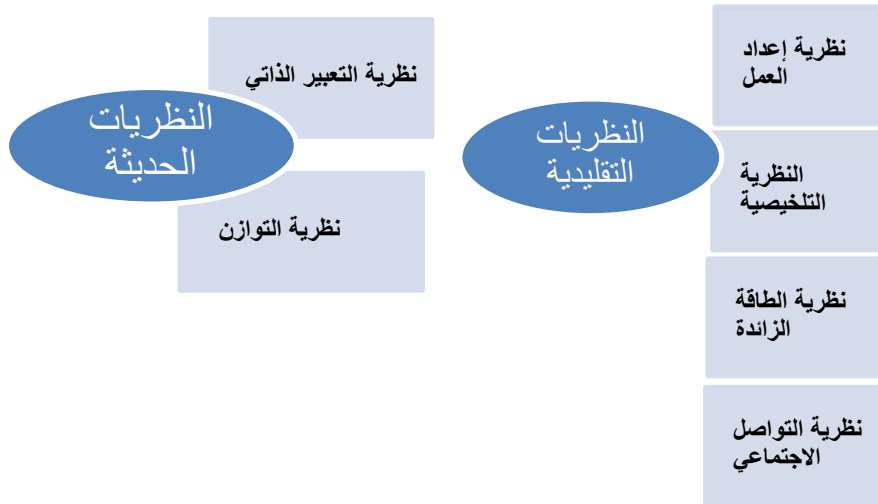 النظريات
التقليدية
نظرية إعداد
العمل
النظرية
التلخيصية
نظرية الطاقة
الزائدة
نظرية التواصل
الاجتماعي
النظريات
الحديثة
نظرية التعبير الذاتي
نظرية التوازن